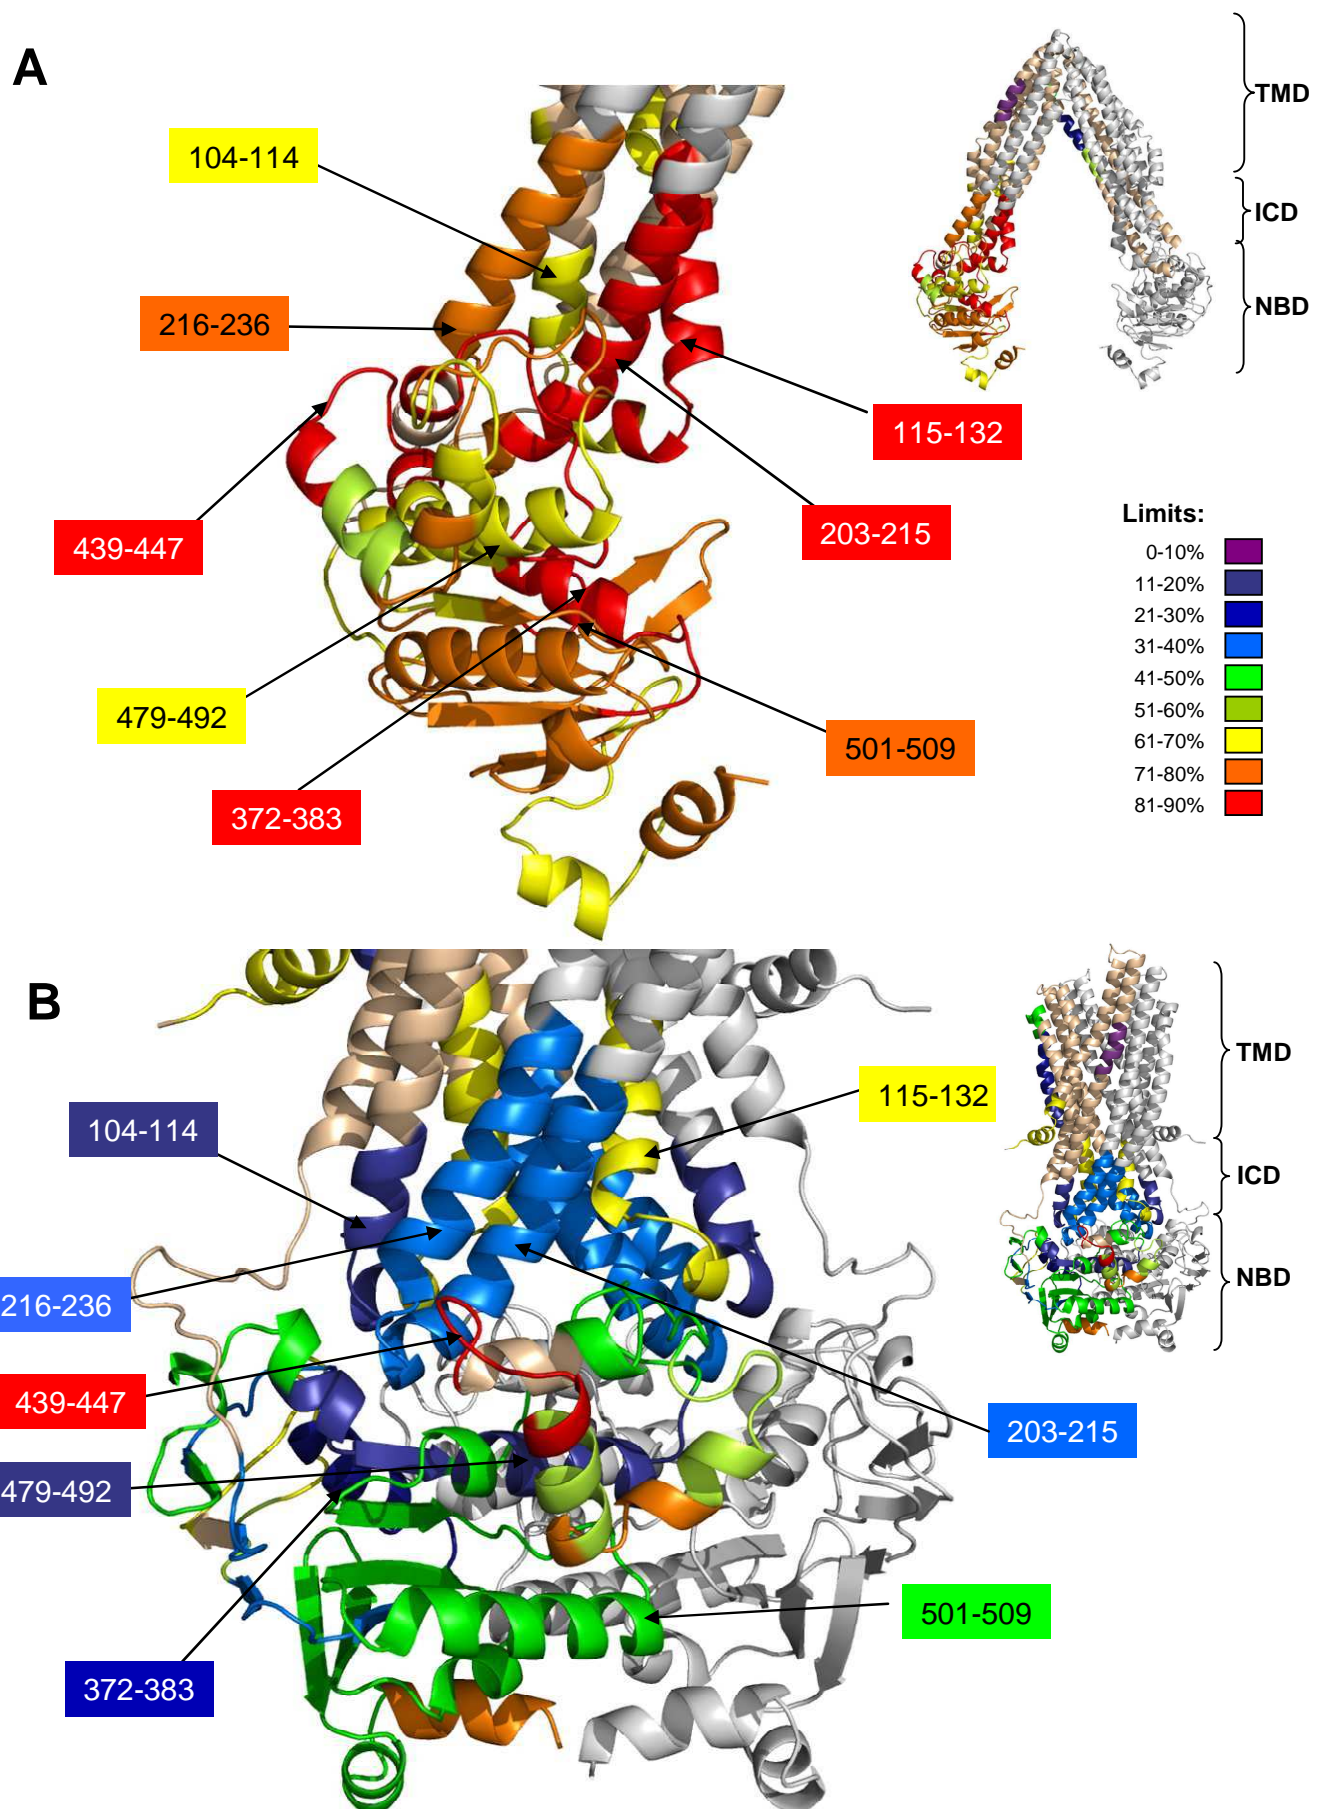 A
TMD
ICD
NBD
104-114
216-236
115-132
439-447
203-215
479-492
501-509
372-383
Limits:
0-10%
11-20%
21-30%
31-40%
41-50%
51-60%
61-70%
71-80%
81-90%
B
TMD
ICD
NBD
115-132
104-114
216-236
439-447
203-215
479-492
501-509
372-383